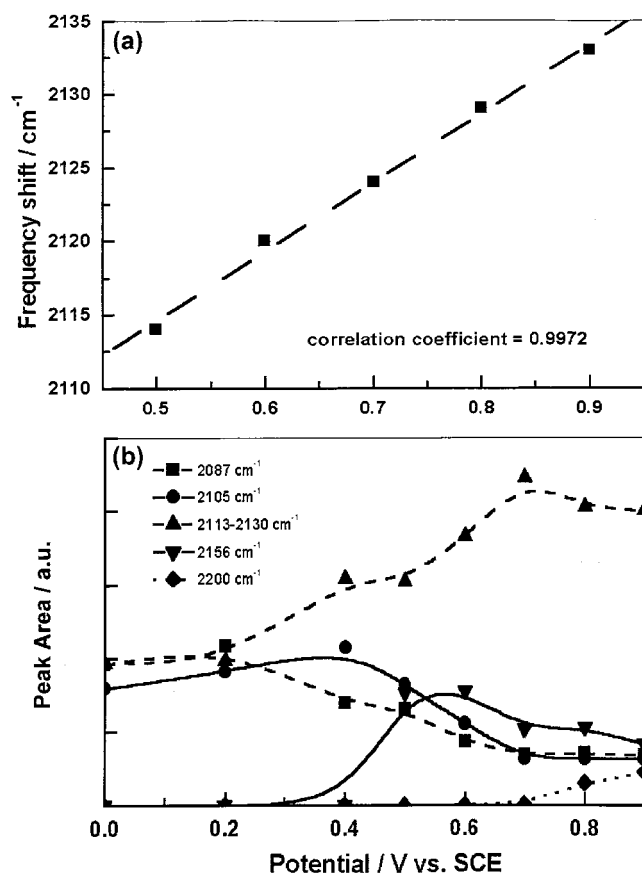 (a)
2135
2130
2125
2120
2115
2110
Frequency shift / cm⁻¹
correlation coefficient = 0.9972
0.5 0.6 0.7 0.8 0.9
(b)
2087 cm⁻¹
2105 cm⁻¹
2113-2130 cm⁻¹
2156 cm⁻¹
2200 cm⁻¹
Peak Area / a.u.
0.0 0.2 0.4 0.6 0.8
Potential / V vs. SCE